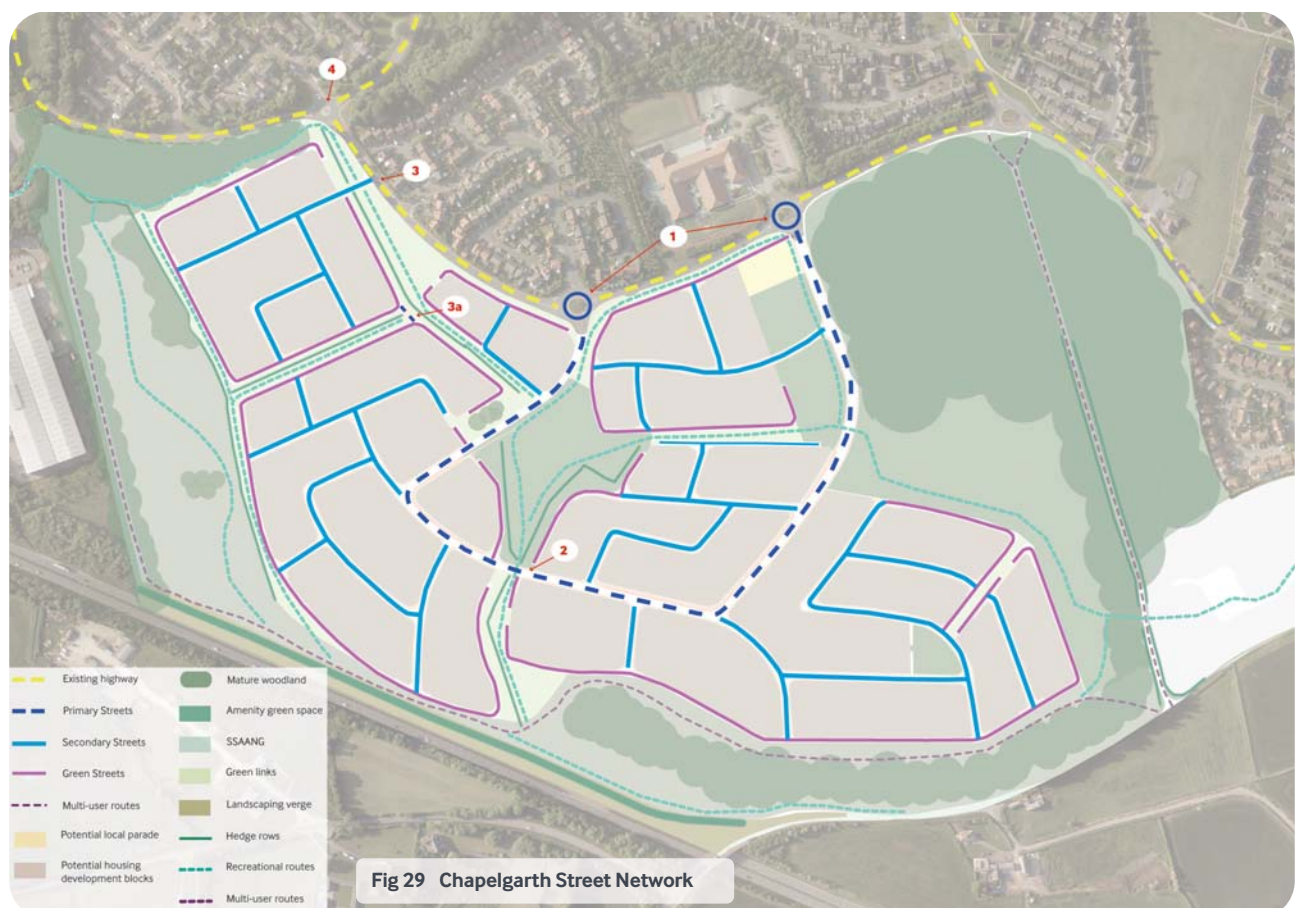 4
3
1
3a
2
Existing highway
Primary Streets
Secondary Streets
Green Streets
Multi-user routes
Potential local parade
Potential housing
development blocks
Mature woodland
Amenity green space
SSAANG
Green links
Landscaping verge
Hedge rows
Recreational routes
Multi-user routes
Fig 29 Chapelgarth Street Network